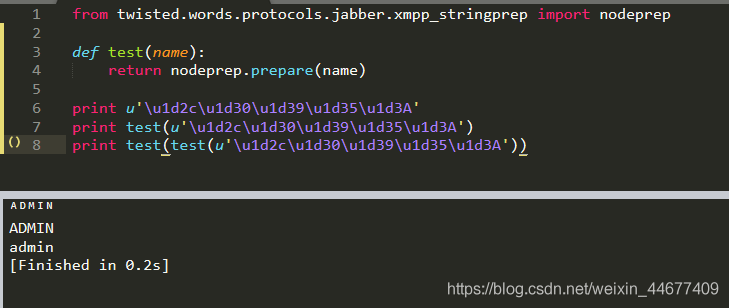 1 from twisted.words.protocols.jabber.xmpp_stringprep import nodeprep
2
3 def test(name):
4 return nodeprep.prepare(name)
5
6 print u'\u1d2c\u1d30\u1d39\u1d35\u1d3A'
7 print test(u'\u1d2c\u1d30\u1d39\u1d35\u1d3A')
() 8 print test(test(u'\u1d2c\u1d30\u1d39\u1d35\u1d3A'))
ᴬᴰᴹᴵᴺ
ADMIN
admin
[Finished in 0.2s]
https://blog.csdn.net/weixin_44677409